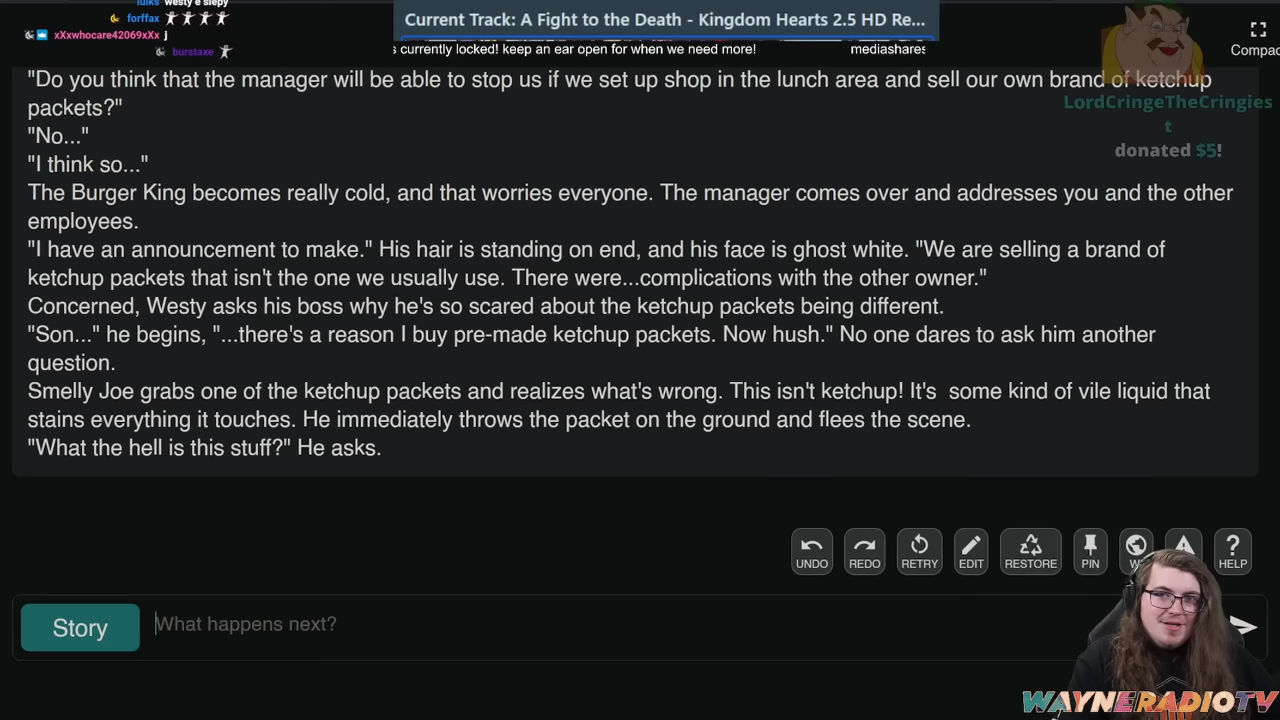 lulks westy e slepy
forffax
xXxwhocare42069xXx j
burstaxe
Current Track: A Fight to the Death - Kingdom Hearts 2.5 HD Re...
s currently locked! keep an ear open for when we need more! mediashares
Compac
LordCringeTheCringies
t
donated $5!
"Do you think that the manager will be able to stop us if we set up shop in the lunch area and sell our own brand of ketchup
packets?"
"No..."
"I think so..."
The Burger King becomes really cold, and that worries everyone. The manager comes over and addresses you and the other
employees.
"I have an announcement to make." His hair is standing on end, and his face is ghost white. "We are selling a brand of
ketchup packets that isn't the one we usually use. There were...complications with the other owner."
Concerned, Westy asks his boss why he's so scared about the ketchup packets being different.
"Son..." he begins, "...there's a reason I buy pre-made ketchup packets. Now hush." No one dares to ask him another
question.
Smelly Joe grabs one of the ketchup packets and realizes what's wrong. This isn't ketchup! It's  some kind of vile liquid that
stains everything it touches. He immediately throws the packet on the ground and flees the scene.
"What the hell is this stuff?" He asks.
UNDO REDO RETRY EDIT RESTORE PIN W HELP
Story What happens next?
WAYNERADIOTV